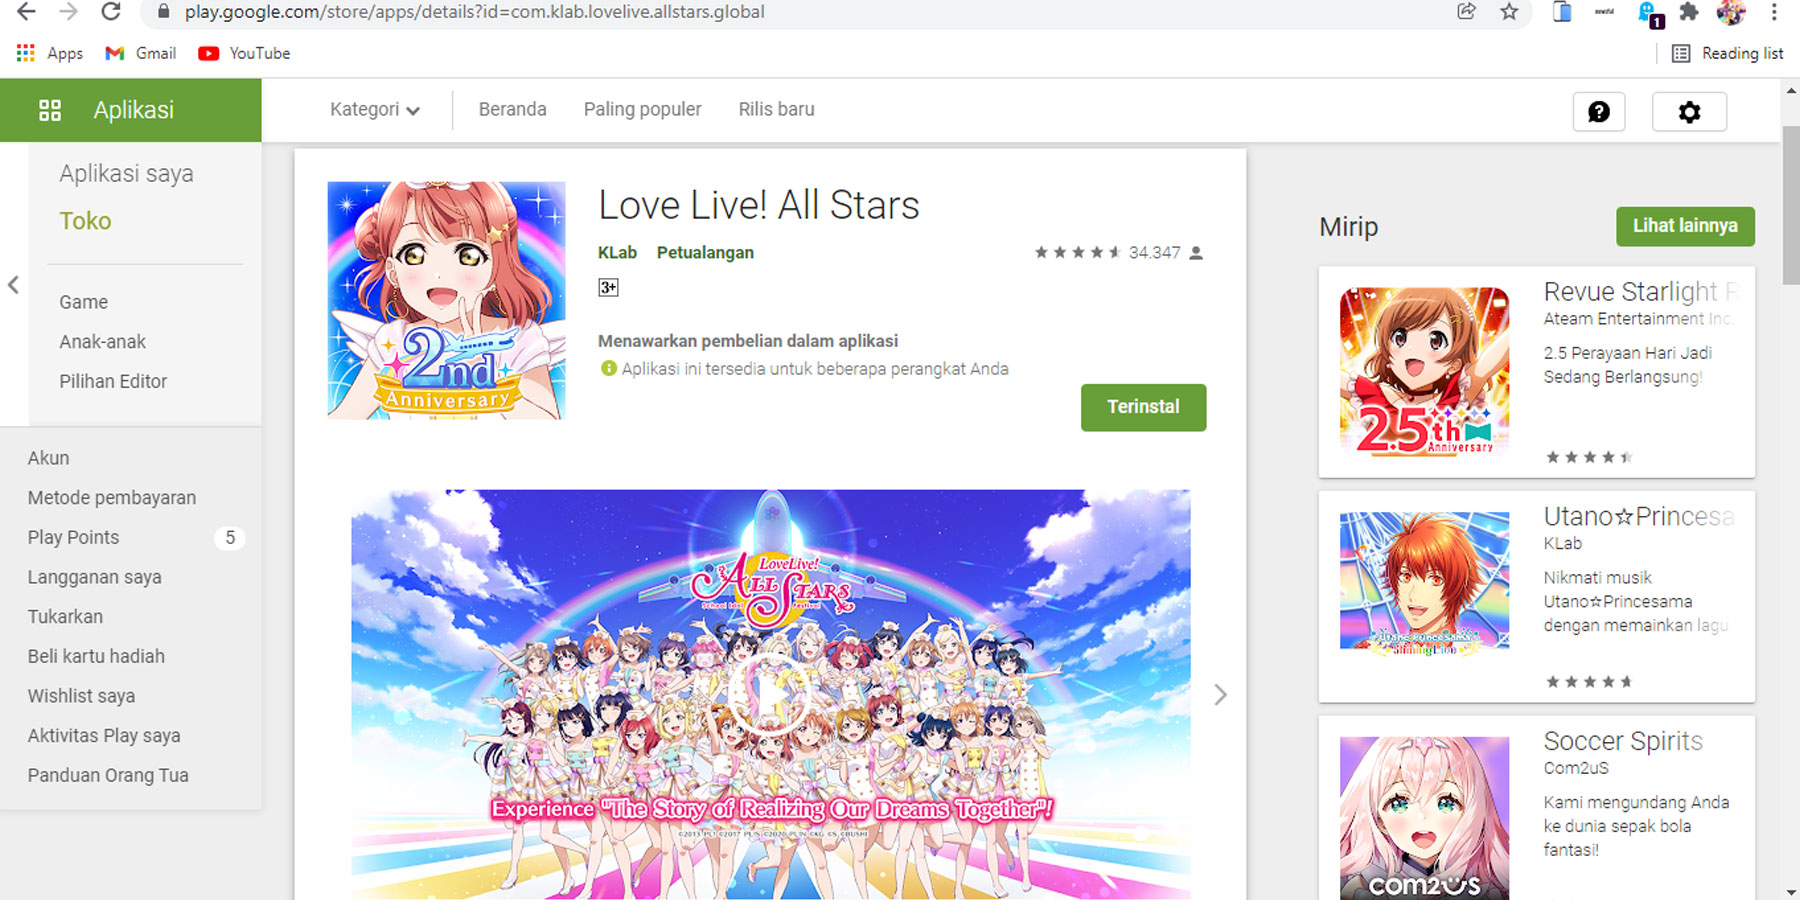 play.google.com/store/apps/details?id=com.klab.lovelive.allstars.global
1
Apps
Gmail
YouTube
Reading list
Aplikasi
Kategori
Beranda
Paling populer
Rilis baru
Aplikasi saya
Toko
Game
Anak-anak
Pilihan Editor
Akun
Metode pembayaran
Play Points
5
Langganan saya
Tukarkan
Beli kartu hadiah
Wishlist saya
Aktivitas Play saya
Panduan Orang Tua
2nd
Anniversary
Love Live! All Stars
KLab
Petualangan
34.347
3+
Menawarkan pembelian dalam aplikasi
Aplikasi ini tersedia untuk beberapa perangkat Anda
Terinstal
LoveLive!
ALL STARS
School Idol Festival
Experience "The Story of Realizing Our Dreams Together"!
Mirip
Lihat lainnya
2.5th
Anniversary
Revue Starlight R
Ateam Entertainment Inc.
2.5 Perayaan Hari Jadi
Sedang Berlangsung!
Utano Princesama
Shining Live
Utano☆Princesa
KLab
Nikmati musik
Utano☆Princesama
dengan memainkan lagu
com2us
Soccer Spirits
Com2uS
Kami mengundang Anda
ke dunia sepak bola
fantasi!